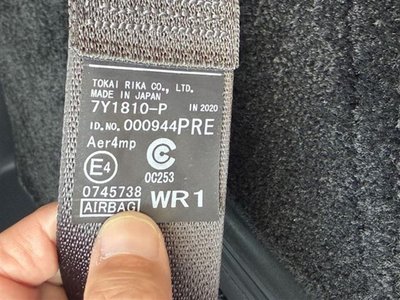 TOKAI RIKA CO., LTD.
MADE IN JAPAN
7Y1810-P IN 2020
ID.NO. 000944PRE
Aer4mp
E4 C
0C253
0745738
AIRBAG WR1